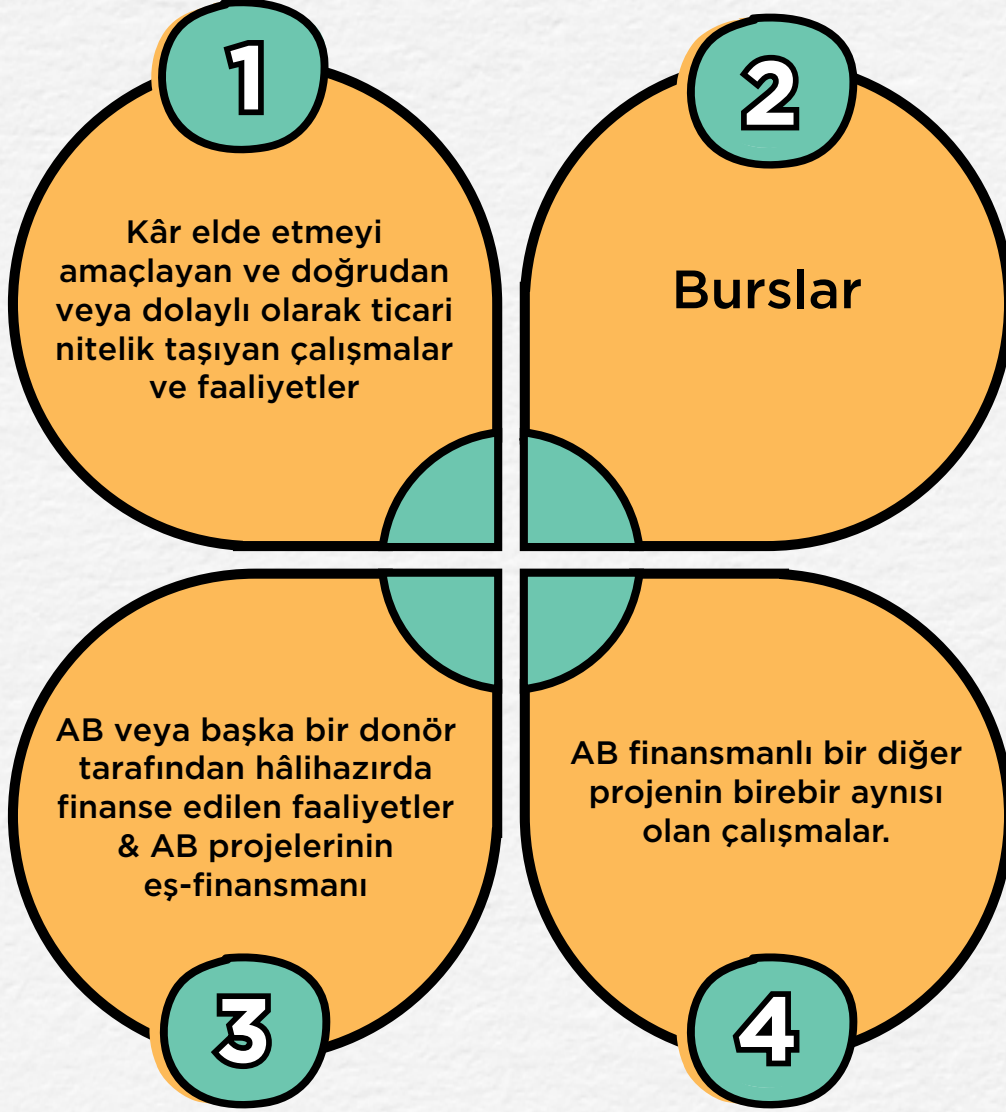 1
Kâr elde etmeyi
amaçlayan ve doğrudan
veya dolaylı olarak ticari
nitelik taşıyan çalışmalar
ve faaliyetler
2
Burslar
AB veya başka bir donör
tarafından hâlihazırda
finanse edilen faaliyetler
& AB projelerinin
eş-finansmanı
3
AB finansmanlı bir diğer
projenin birebir aynısı
olan çalışmalar.
4